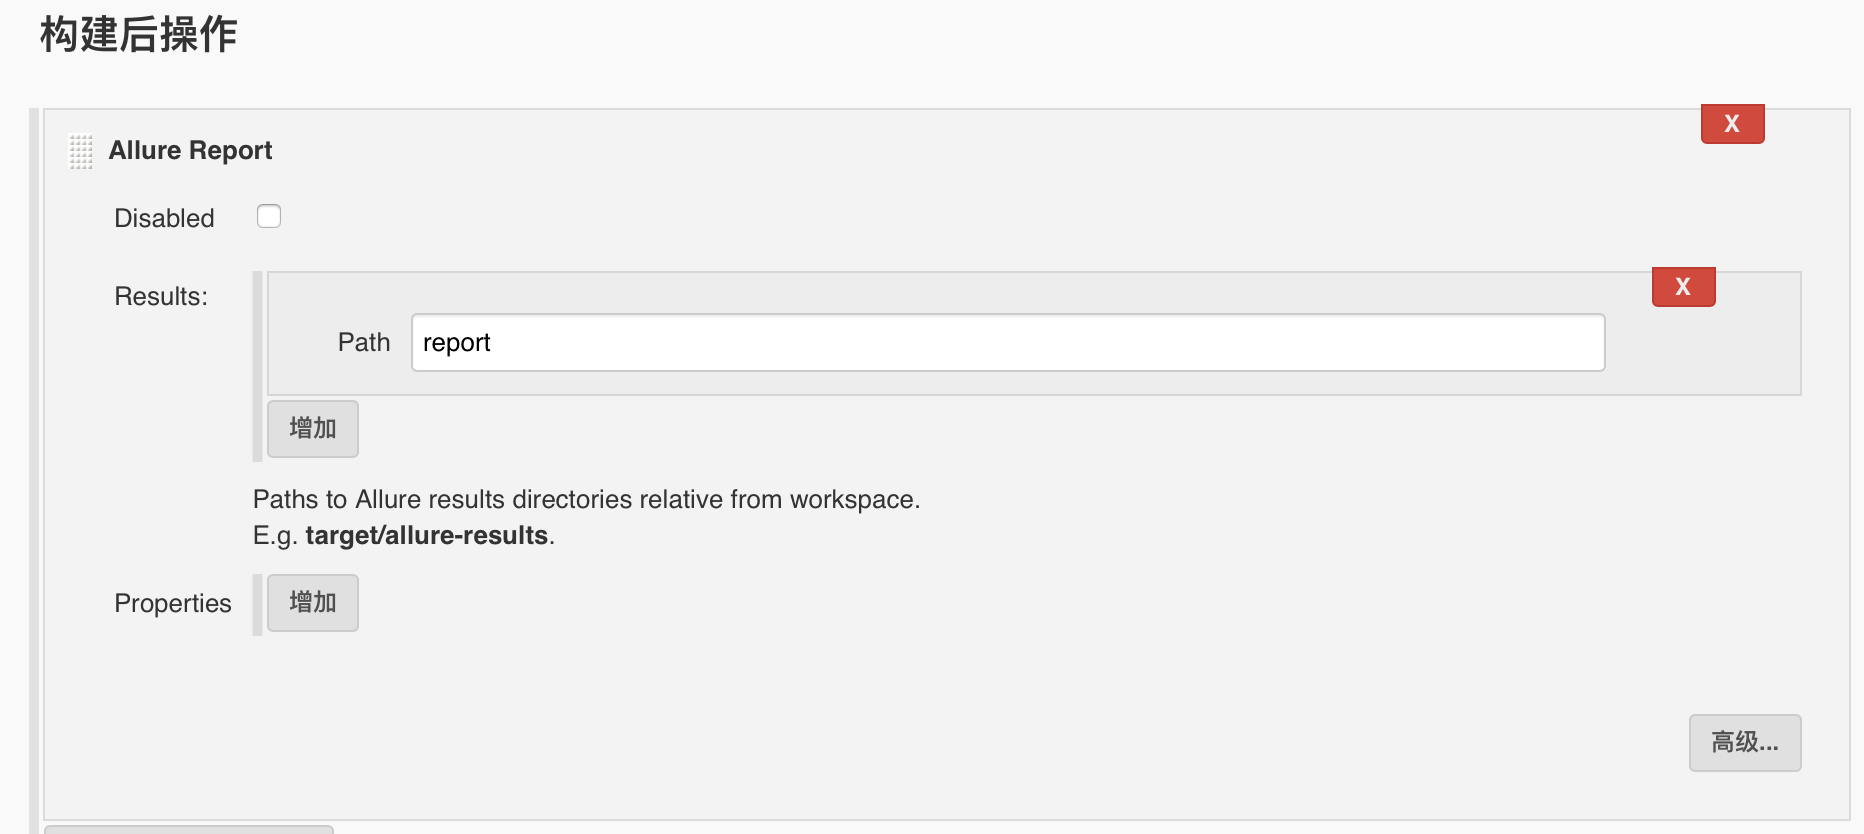 构建后操作
X
Allure Report
Disabled
Results:
X
Path
report
增加
Paths to Allure results directories relative from workspace.
E.g. target/allure-results.
Properties
增加
高级...